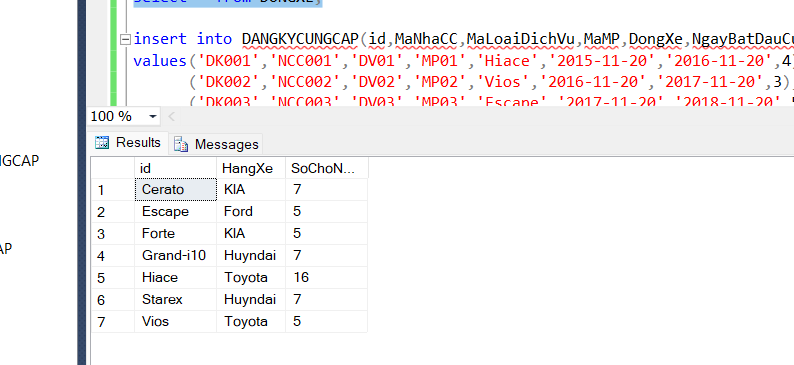 select * from DONGXE;
insert into DANGKYCUNGCAP(id,MaNhaCC,MaLoaiDichVu,MaMP,DongXe,NgayBatDauCu
values('DK001','NCC001','DV01','MP01','Hiace','2015-11-20','2016-11-20',4)
('DK002','NCC002','DV02','MP02','Vios','2016-11-20','2017-11-20',3),
('DK003','NCC003','DV03','MP03','Escape','2017-11-20','2018-11-20',5
100 %
NGCAP
Results Messages
id HangXe SoChoN...
1 Cerato KIA 7
2 Escape Ford 5
3 Forte KIA 5
AP
4 Grand-i10 Huyndai 7
5 Hiace Toyota 16
6 Starex Huyndai 7
7 Vios Toyota 5